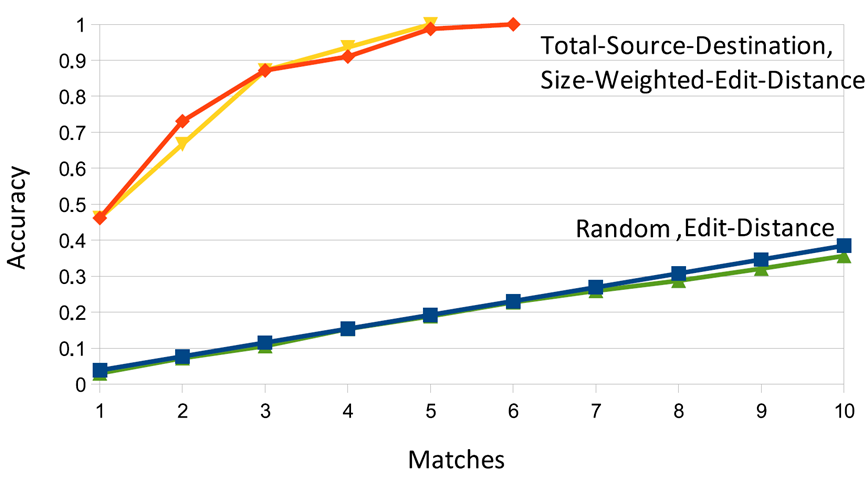 1
0.9
0.8
0.7
0.6
0.5
0.4
0.3
0.2
0.1
0
Accuracy
Total-Source-Destination,
Size-Weighted-Edit-Distance
Random ,Edit-Distance
1 2 3 4 5 6 7 8 9 10
Matches